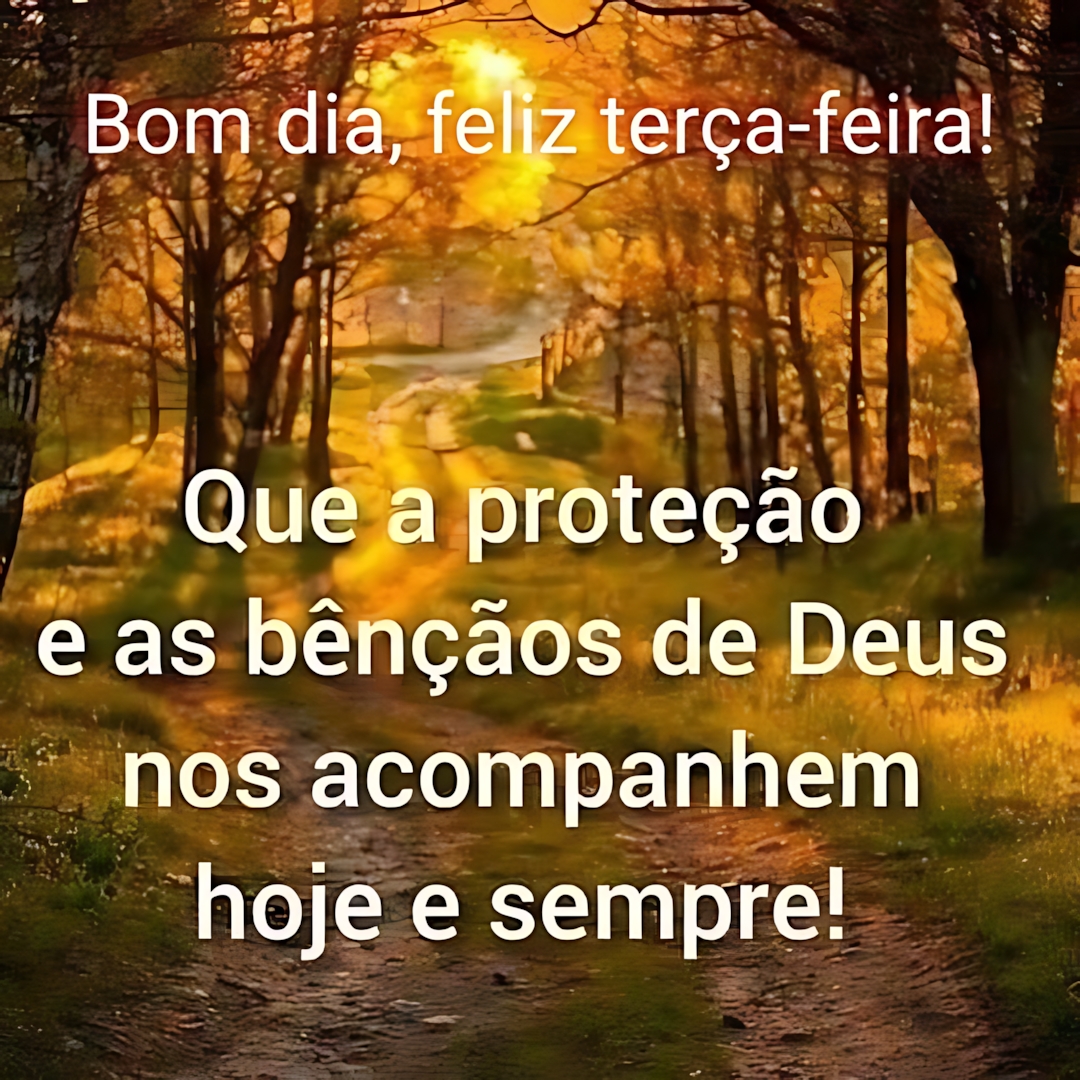 Bom dia, feliz terça-feira!
Que a proteção
e as bênçãos de Deus
nos acompanhem
hoje e sempre!